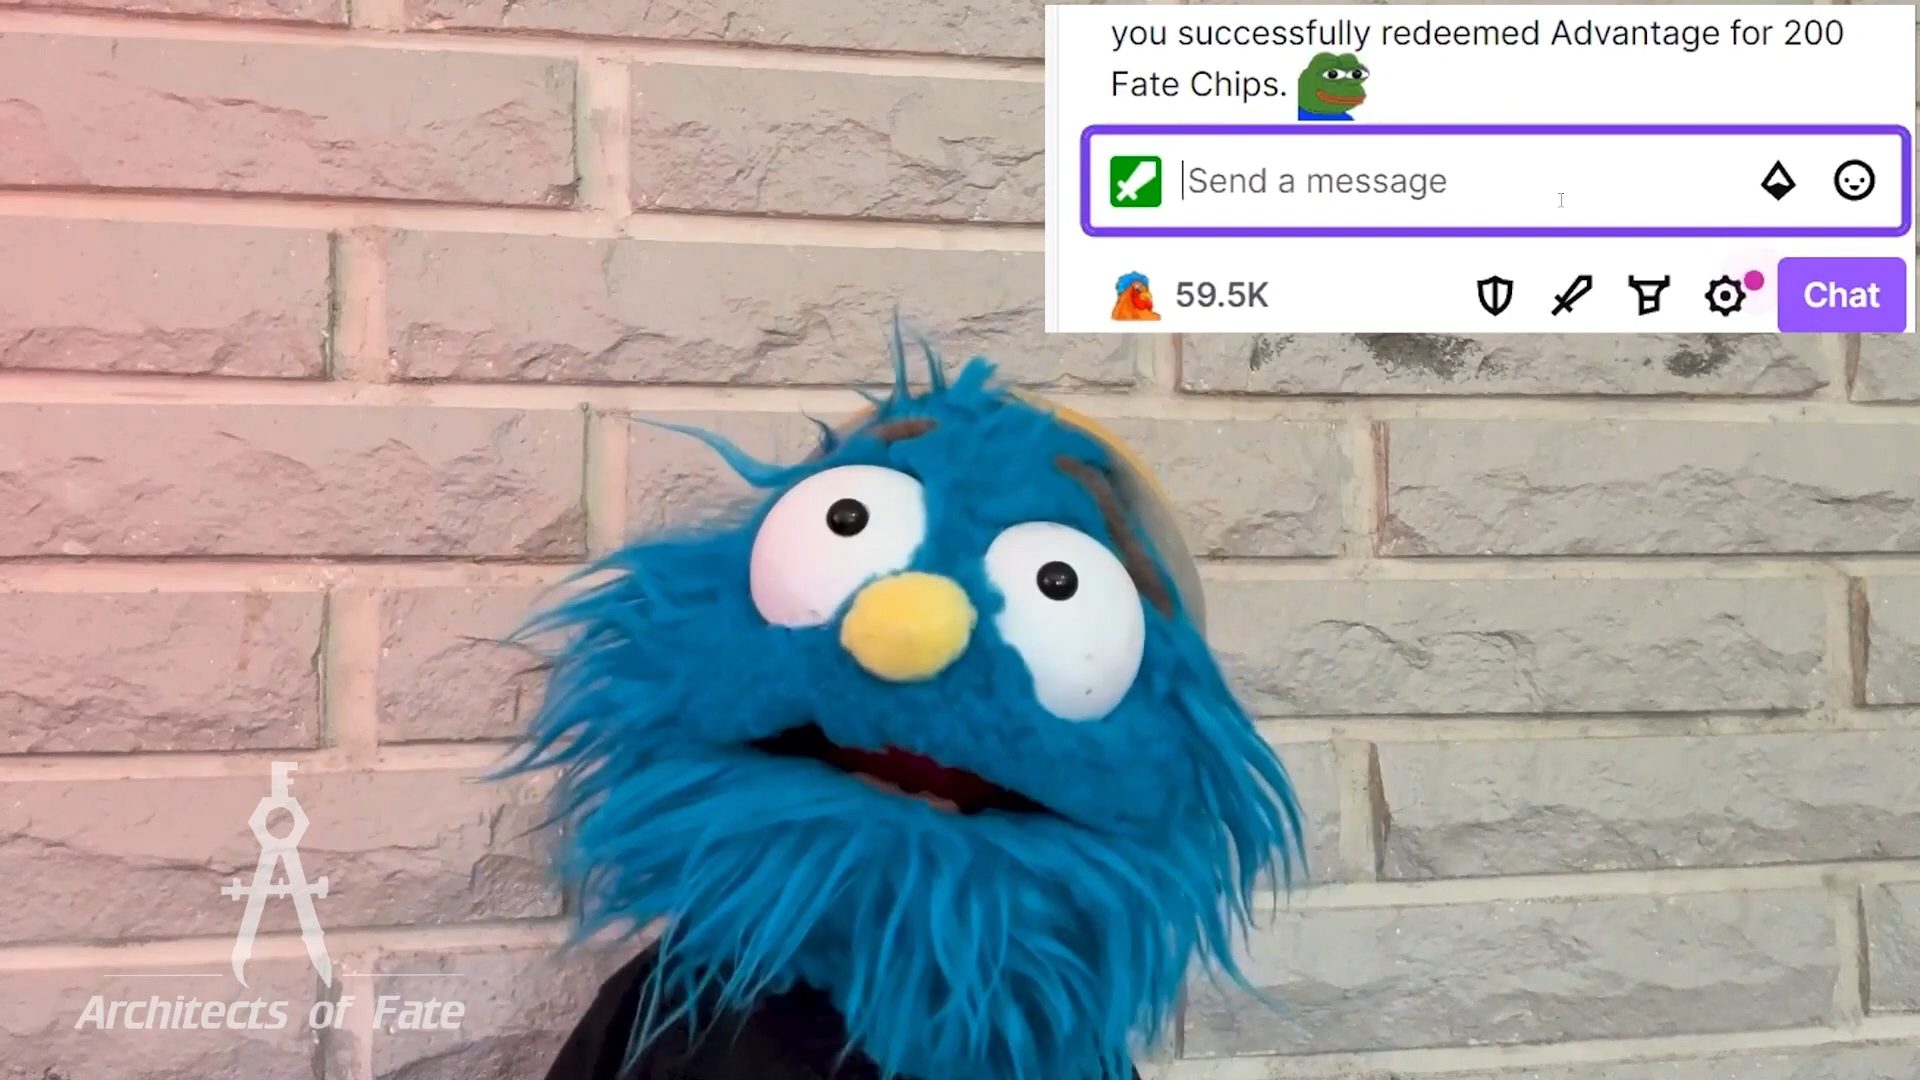 you successfully redeemed Advantage for 200
Fate Chips.
Send a message
59.5K
Chat
Architects of Fate